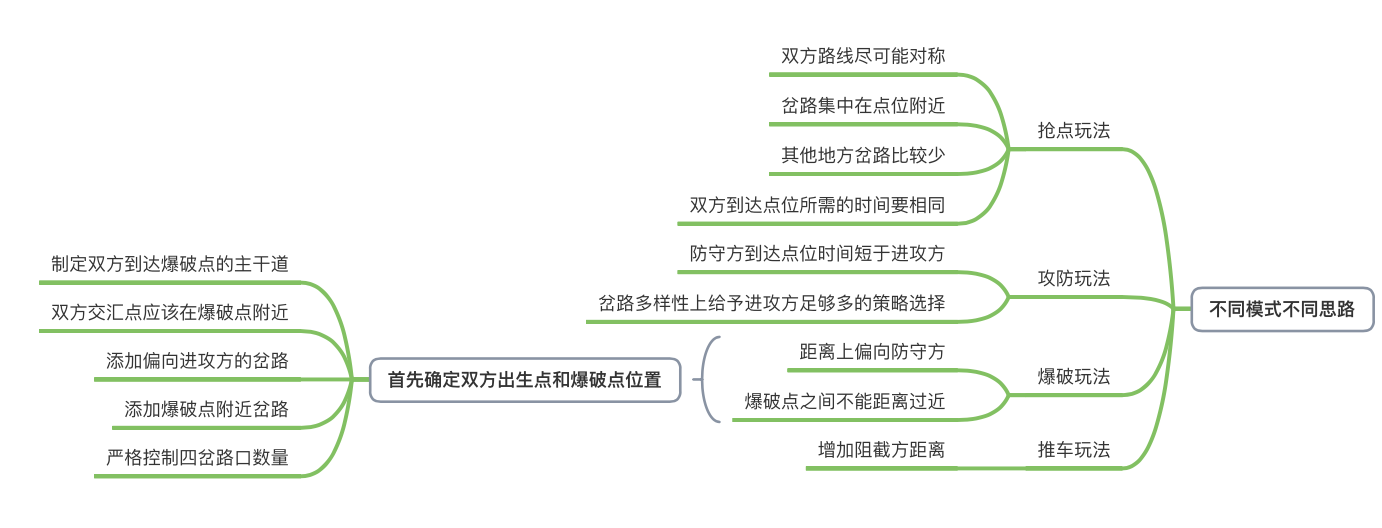 不同模式不同思路
抢点玩法
双方路线尽可能对称
岔路集中在点位附近
其他地方岔路比较少
双方到达点位所需的时间要相同
攻防玩法
防守方到达点位时间短于进攻方
岔路多样性上给予进攻方足够多的策略选择
爆破玩法
距离上偏向防守方
爆破点之间不能距离过近
推车玩法
增加阻截方距离
首先确定双方出生点和爆破点位置
制定双方到达爆破点的主干道
双方交汇点应该在爆破点附近
添加偏向进攻方的岔路
添加爆破点附近岔路
严格控制四岔路口数量